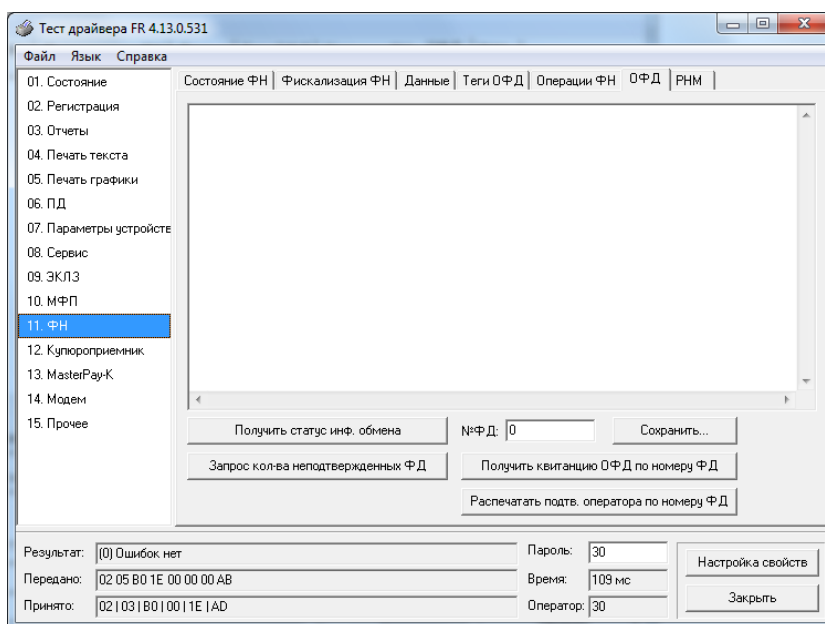 Тест драйвера FR 4.13.0.531
Файл Язык Справка
01. Состояние
02. Регистрация
03. Отчеты
04. Печать текста
05. Печать графики
06. ПД
07. Параметры устройств
08. Сервис
09. ЭКЛЗ
10. МФП
11. ФН
12. Купюроприемник
13. MasterPay-K
14. Модем
15. Прочее
Состояние ФН Фискализация ФН Данные Теги ОФД Операции ФН ОФД РНМ
Получить статус инф. обмена №ФД: 0 Сохранить...
Запрос кол-ва неподтвержденных ФД Получить квитанцию ОФД по номеру ФД
Распечатать подтв. оператора по номеру ФД
Результат: (0) Ошибок нет Пароль: 30 Настройка свойств
Передано: 02 05 B0 1E 00 00 00 AB Время: 109 мс
Принято: 02 | 03 | B0 | 00 | 1E | AD Оператор: 30 Закрыть